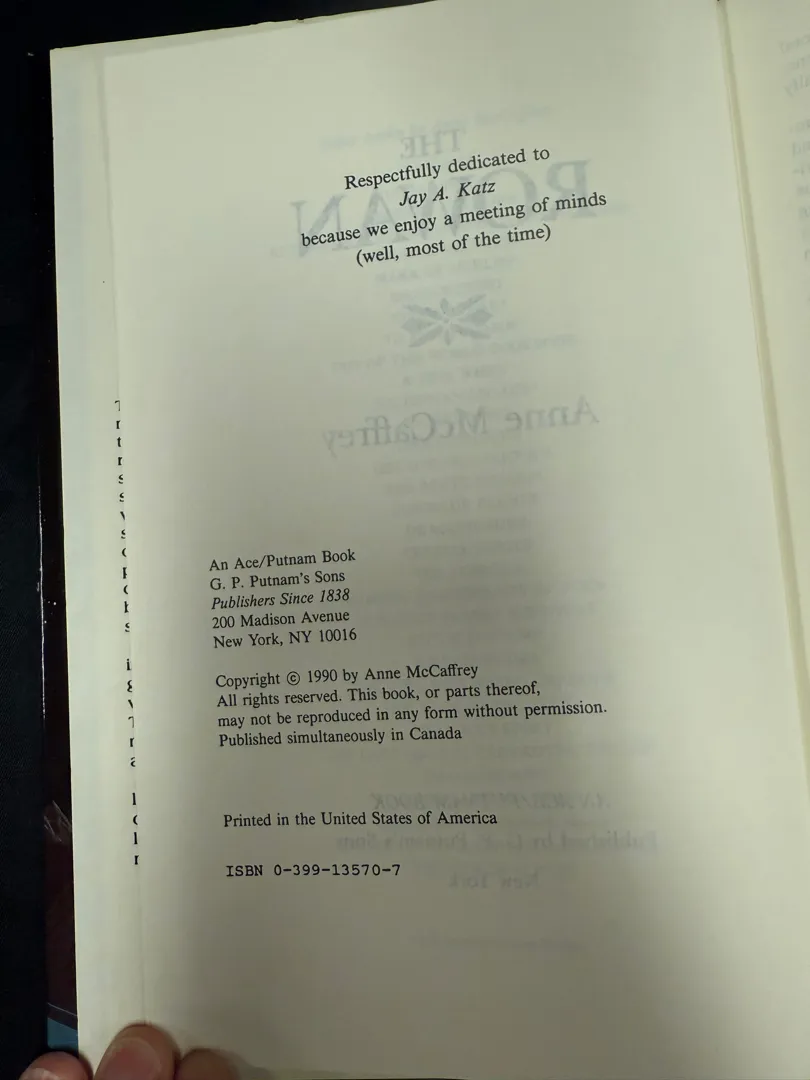 Respectfully dedicated to
Jay A. Katz
because we enjoy a meeting of minds
(well, most of the time)
An Ace/Putnam Book
G. P. Putnam's Sons
Publishers Since 1838
200 Madison Avenue
New York, NY 10016
Copyright © 1990 by Anne McCaffrey
All rights reserved. This book, or parts thereof,
may not be reproduced in any form without permission.
Published simultaneously in Canada
Printed in the United States of America
ISBN 0-399-13570-7